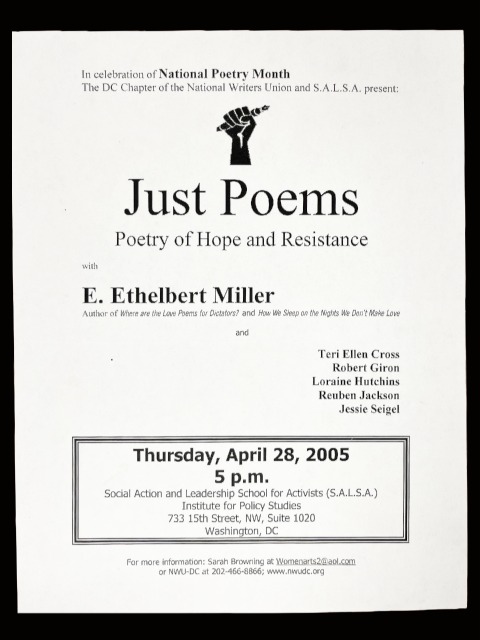 In celebration of National Poetry Month
The DC Chapter of the National Writers Union and S.A.L.S.A. present:
Just Poems
Poetry of Hope and Resistance
with
E. Ethelbert Miller
Author of Where are the Love Poems for Dictators? and How We Sleep on the Nights We Don't Make Love
and
Teri Ellen Cross
Robert Giron
Loraine Hutchins
Reuben Jackson
Jessie Seigel
Thursday, April 28, 2005
5 p.m.
Social Action and Leadership School for Activists (S.A.L.S.A.)
Institute for Policy Studies
733 15th Street, NW, Suite 1020
Washington, DC
For more information: Sarah Browning at Womenarts2@aol.com
or NWU-DC at 202-466-8866; www.nwudc.org